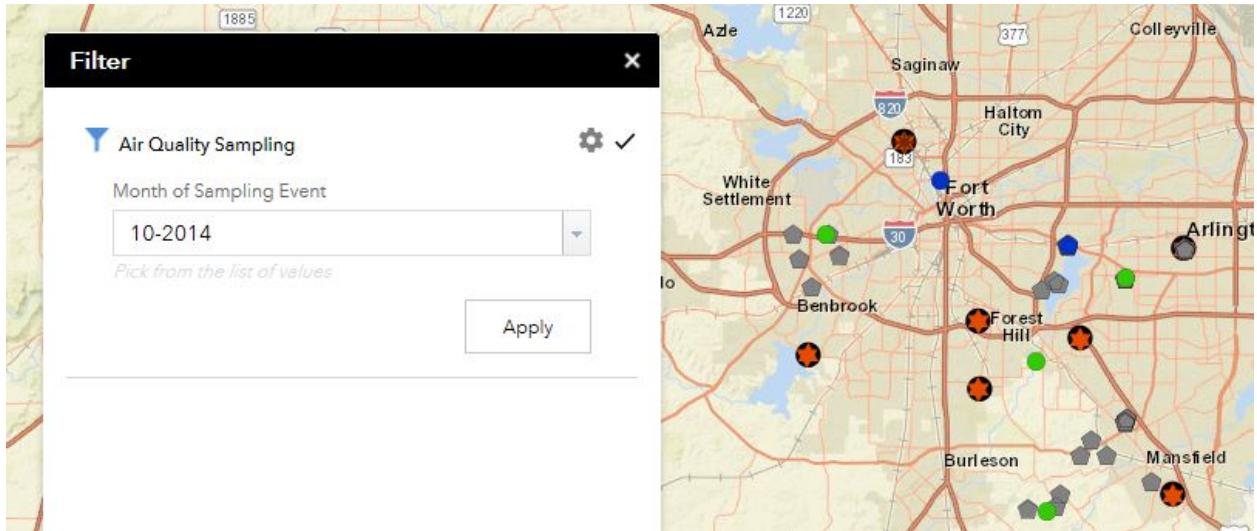 1885
1220
377
Azle
Colleyville
Filter
×
Saginaw
820
Haltom
City
Air Quality Sampling
183
Month of Sampling Event
White
Settlement
Fort
Worth
10-2014
30
Arlingt
Pick from the list of values
lo
Benbrook
Apply
Forest
Hill
Burleson
Mansfield